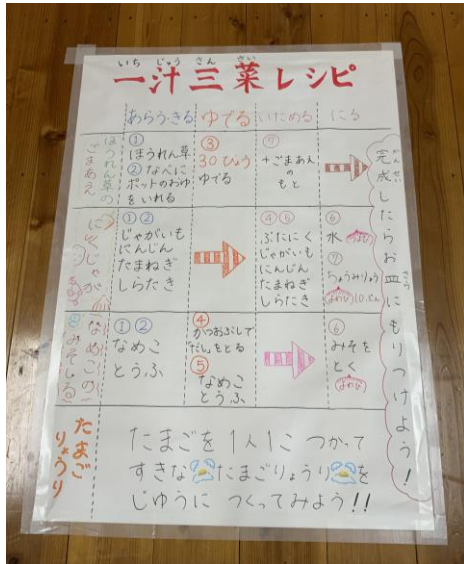 いち じゅう さん さい
一汁三菜レシピ
あらう・きる ゆでる いためる にる
ほうれん草の
ごまあえ
①
ほうれん草
②なべに
ポットのおゆ
をいれる
③
30びょう
ゆでる
⑦
+ごまあえ
の
もと
にくじゃが
①②
じゃがいも
にんじん
たまねぎ
しらたき
④⑤
ぶたにく
じゃがいも
にんじん
たまねぎ
しらたき
⑥
水
⑦
ちょうみりょう
よわび 10ぷん
なめこの
みそしる
①②
なめこ
とうふ
④
かつおぶしで
だしをとる
⑤
なめこ
とうふ
⑥
みそを
とく
よわび
かんせい
さら
完成したらお皿にもりつけよう!
たまご
りょうり
たまごを1人1こ つかって
すきなたまごりょうりを
じゆうに つくってみよう!!